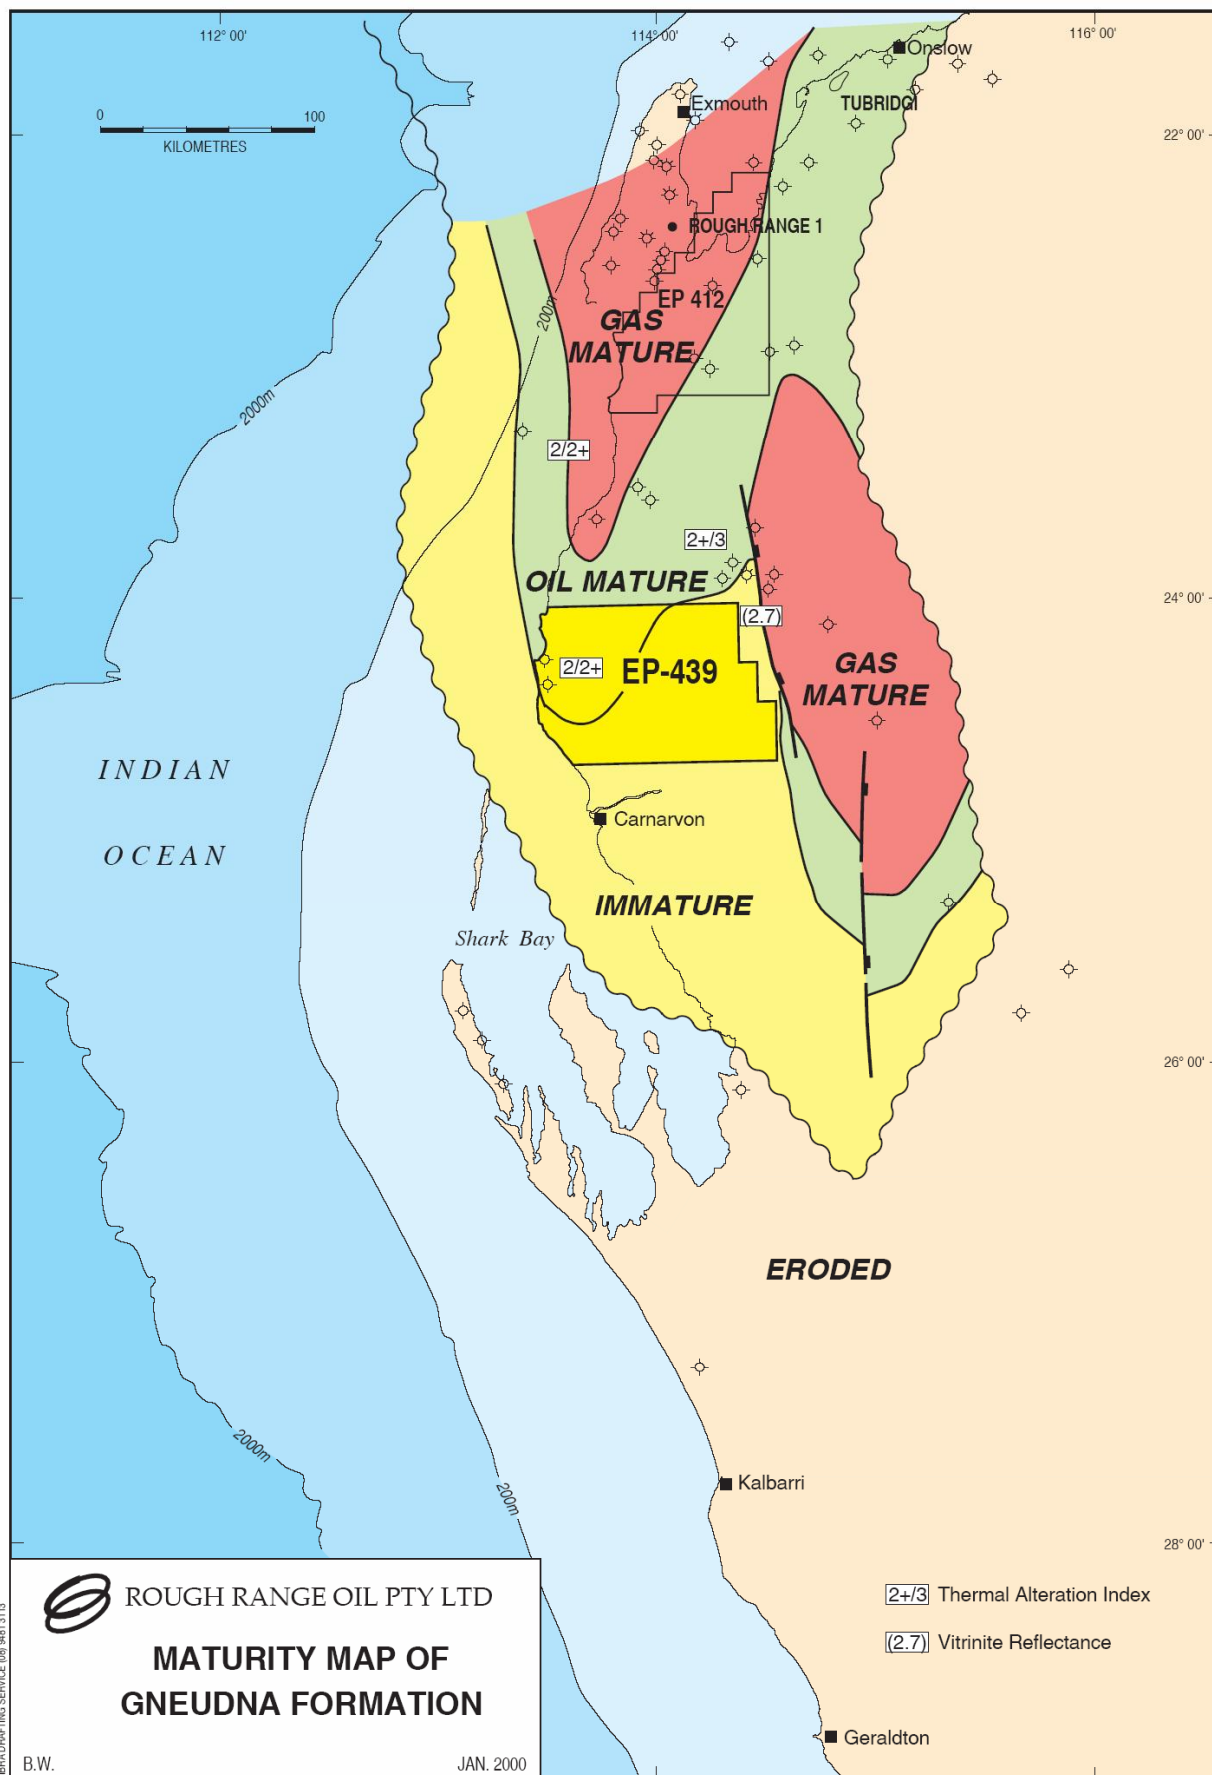 112° 00'
114° 00'
116° 00'
Onslow
0
100
KILOMETRES
Exmouth
TUBRIDGI
22° 00'
ROUGH RANGE 1
200m
EP 412
GAS
MATURE
2000m
2/2+
2+/3
OIL MATURE
24° 00'
(2.7)
2/2+
EP-439
GAS
MATURE
INDIAN
OCEAN
Carnarvon
IMMATURE
Shark Bay
26° 00'
ERODED
2000m
200m
Kalbarri
28° 00'
ROUGH RANGE OIL PTY LTD
MATURITY MAP OF
GNEUDNA FORMATION
B.W.
JAN. 2000
2+/3 Thermal Alteration Index
(2.7) Vitrinite Reflectance
Geraldton